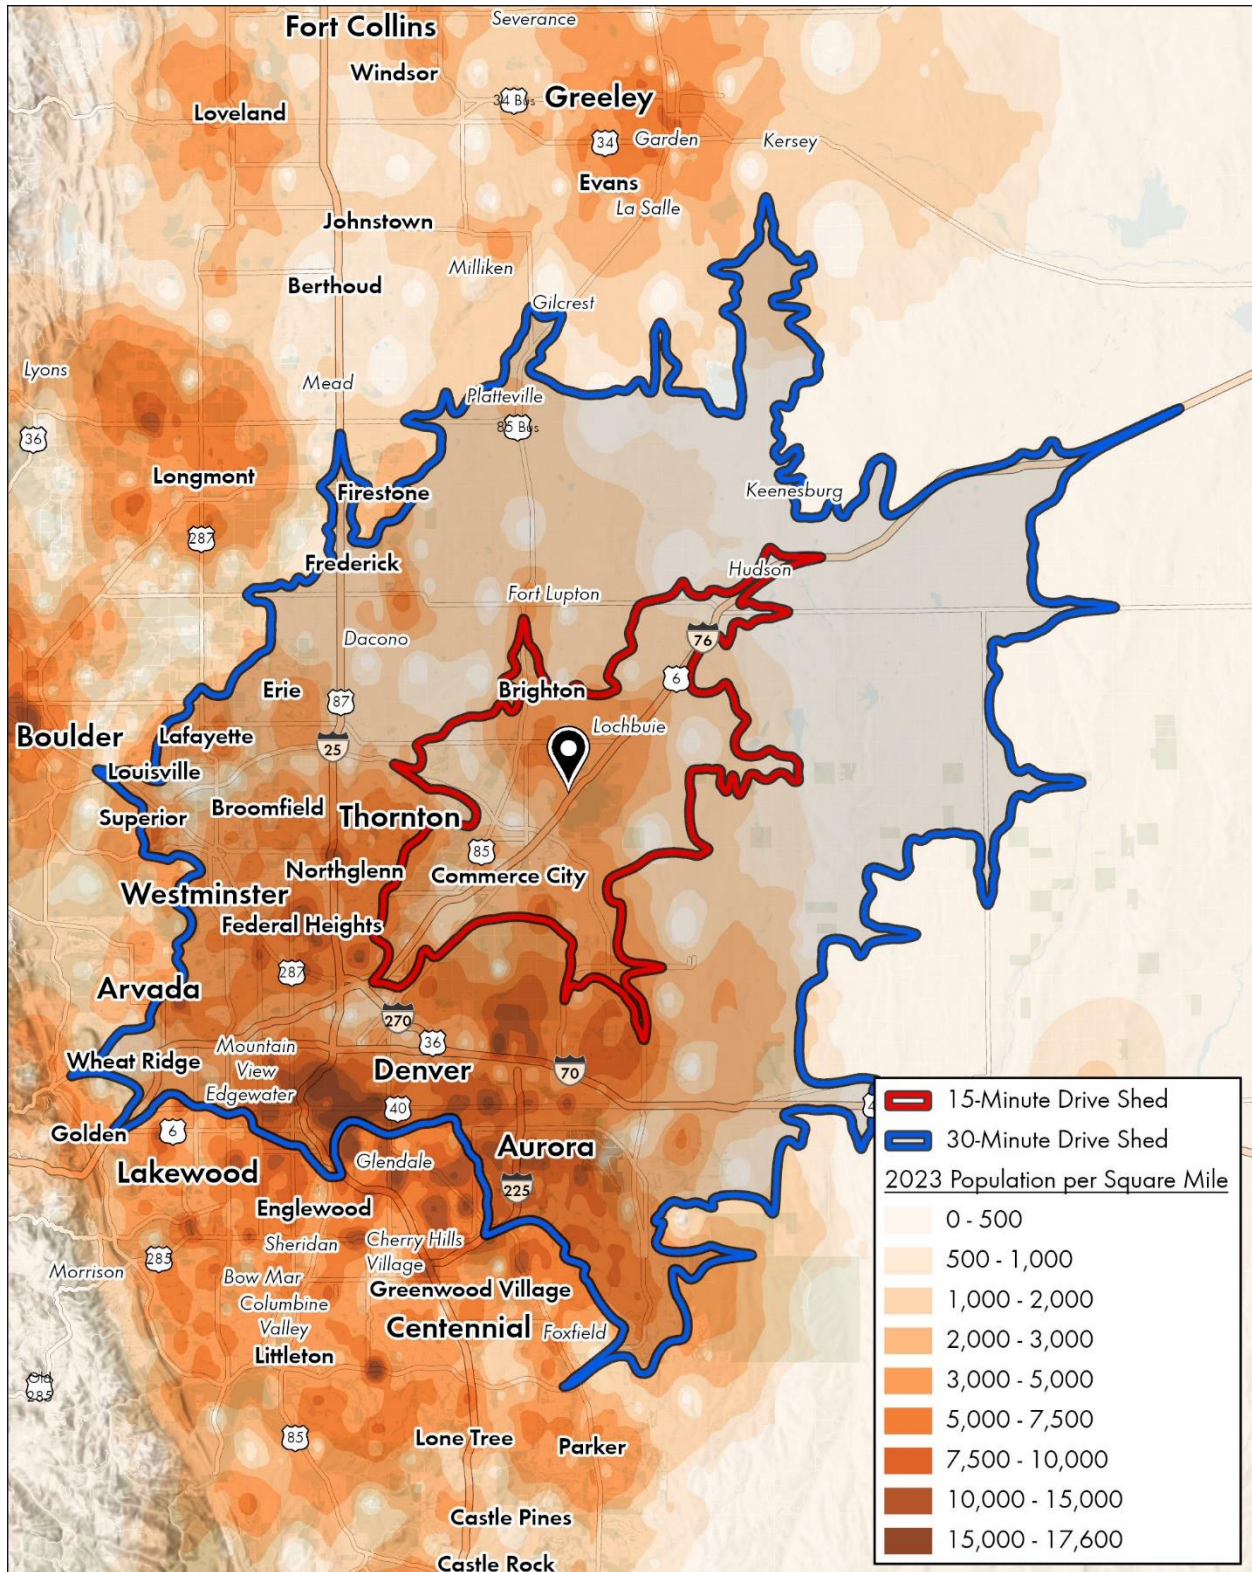 Severance
Fort Collins
Windsor
34 Bus
Greeley
Loveland
34
Garden
Kersey
Evans
La Salle
Johnstown
Milliken
Berthoud
Gilcrest
Lyons
Mead
Platteville
36
85 Bus
Longmont
Firestone
Keenesburg
287
Frederick
Hudson
Fort Lupton
Dacono
76
6
Erie
Brighton
87
Lochbuie
Boulder
Lafayette
25
Louisville
Superior
Broomfield
Thornton
85
Northglenn
Commerce City
Westminster
Federal Heights
287
Arvada
270
36
Wheat Ridge
Mountain
View
Denver
70
Edgewater
40
Golden
6
Aurora
Lakewood
Glendale
225
Englewood
Sheridan
Cherry Hills
Village
285
Morrison
Bow Mar
Greenwood Village
Columbine
Valley
Centennial
Foxfield
Littleton
Old
285
85
Lone Tree
Parker
Castle Pines
Castle Rock
15-Minute Drive Shed
30-Minute Drive Shed
2023 Population per Square Mile
0 - 500
500 - 1,000
1,000 - 2,000
2,000 - 3,000
3,000 - 5,000
5,000 - 7,500
7,500 - 10,000
10,000 - 15,000
15,000 - 17,600